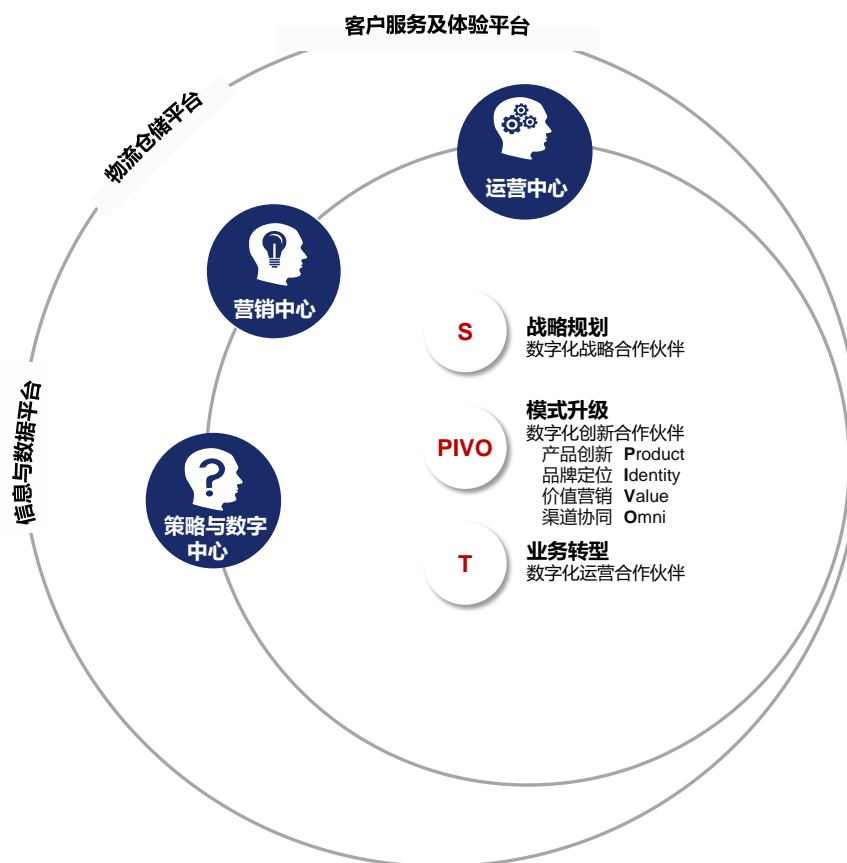 客户服务及体验平台
物流仓储平台
运营中心
营销中心
信息与数据平台
策略与数字
中心
S
战略规划
数字化战略合作伙伴
PIVO
模式升级
数字化创新合作伙伴
产品创新 Product
品牌定位 Identity
价值营销 Value
渠道协同 Omni
T
业务转型
数字化运营合作伙伴